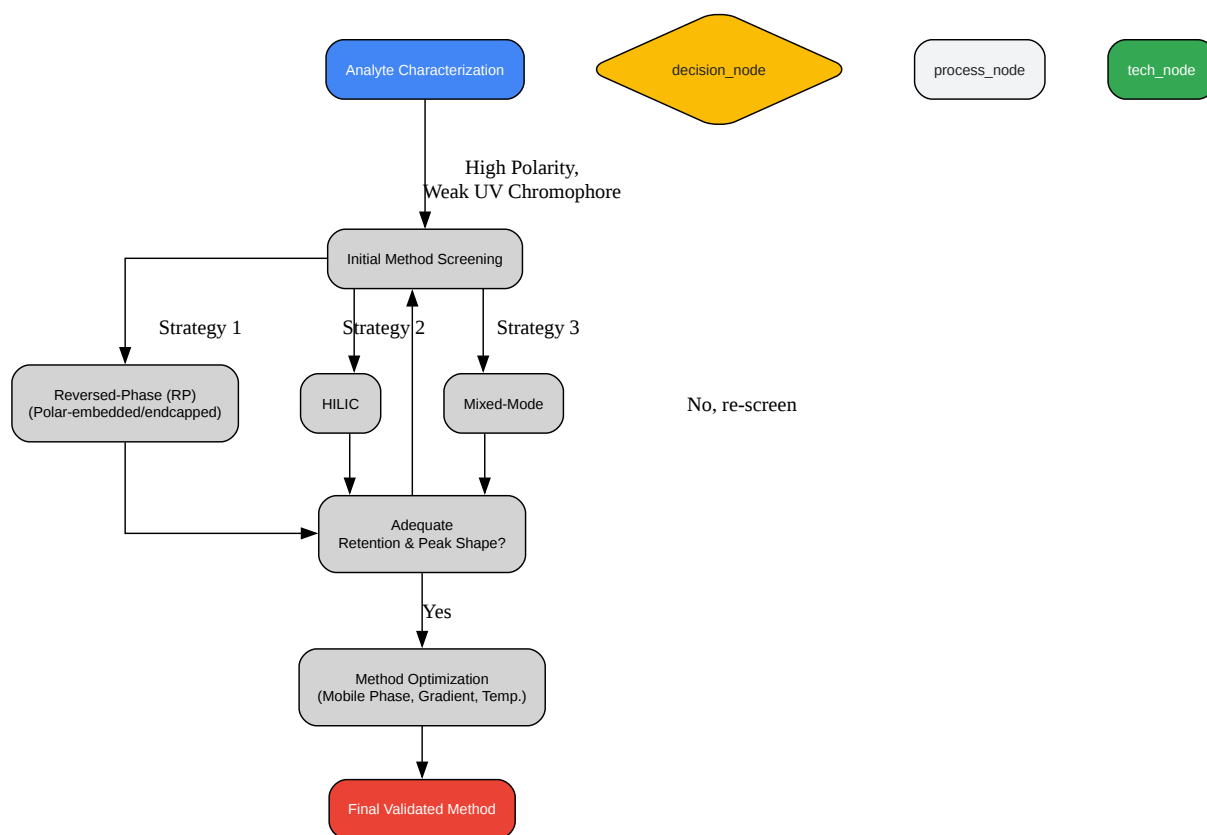 Analyte Characterization
decision_node
process_node
tech_node
High Polarity,
Weak UV Chromophore
Initial Method Screening
Strategy 1
Strategy 2
Strategy 3
Reversed-Phase (RP)
(Polar-embedded/endcapped)
HILIC
Mixed-Mode
No, re-screen
Adequate
Retention & Peak Shape?
Yes
Method Optimization
(Mobile Phase, Gradient, Temp.)
Final Validated Method